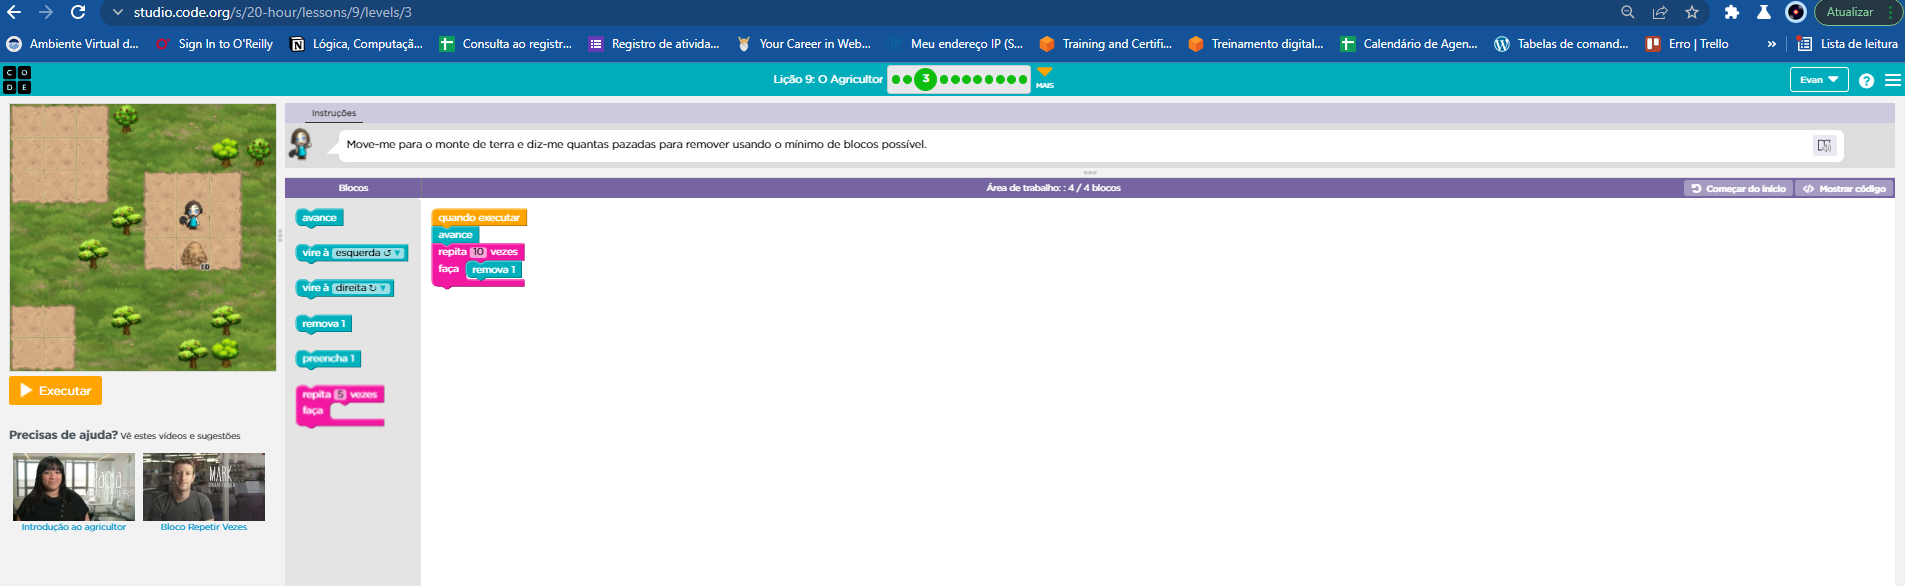 studio.code.org/s/20-hour/lessons/9/levels/3
Atualizar
Ambiente Virtual d...
Sign In to O'Reilly
Lógica, Computaçã...
Consulta ao registr...
Registro de ativida...
Your Career in Web...
Meu endereço IP (S...
Training and Certifi...
Treinamento digital...
Calendário de Agen...
Tabelas de comand...
Erro | Trello
»
Lista de leitura
C O
D E
Lição 9: O Agricultor
3
MAIS
Evan
?
Instruções
Move-me para o monte de terra e diz-me quantas pazadas para remover usando o mínimo de blocos possível.
Blocos
Área de trabalho: : 4 / 4 blocos
Começar do início
Mostrar código
avance
vire à esquerda ↺
vire à direita ↻
remova 1
preencha 1
repita 5 vezes
faça
quando executar
avance
repita 10 vezes
faça remova 1
10
Executar
Precisas de ajuda? Vê estes vídeos e sugestões
MARK
Introdução ao agricultor
Bloco Repetir Vezes